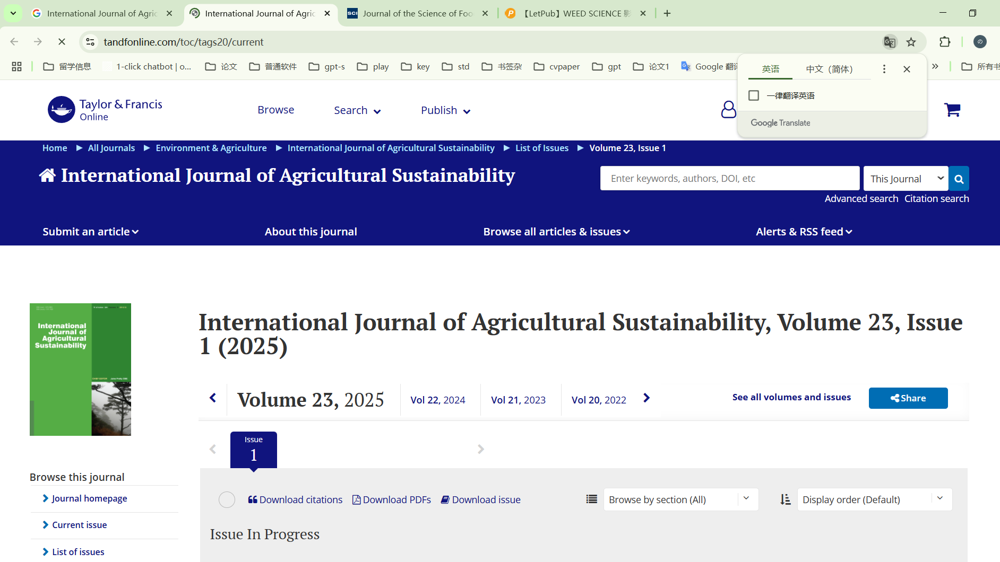 International Journal of Agric
International Journal of Agric
SCI
Journal of the Science of Foo
【LetPub】WEED SCIENCE 影
tandfonline.com/toc/tags20/current
留学信息
1-click chatbot | o...
论文
普通软件
gpt-s
play
key
std
书签杂
cvpaper
gpt
论文1
Google 翻译
所有书
英语
中文（简体）
一律翻译英语
Google Translate
Taylor & Francis
Online
Browse
Search
Publish
Home
All Journals
Environment & Agriculture
International Journal of Agricultural Sustainability
List of Issues
Volume 23, Issue 1
International Journal of Agricultural Sustainability
Enter keywords, authors, DOI, etc
This Journal
Advanced search
Citation search
Submit an article
About this journal
Browse all articles & issues
Alerts & RSS feed
International
Journal of
Agricultural
Sustainability
International Journal of Agricultural Sustainability, Volume 23, Issue
1 (2025)
Volume 23, 2025
Vol 22, 2024
Vol 21, 2023
Vol 20, 2022
See all volumes and issues
Share
Issue
1
Browse this journal
Journal homepage
Current issue
List of issues
Download citations
Download PDFs
Download issue
Browse by section (All)
Display order (Default)
Issue In Progress